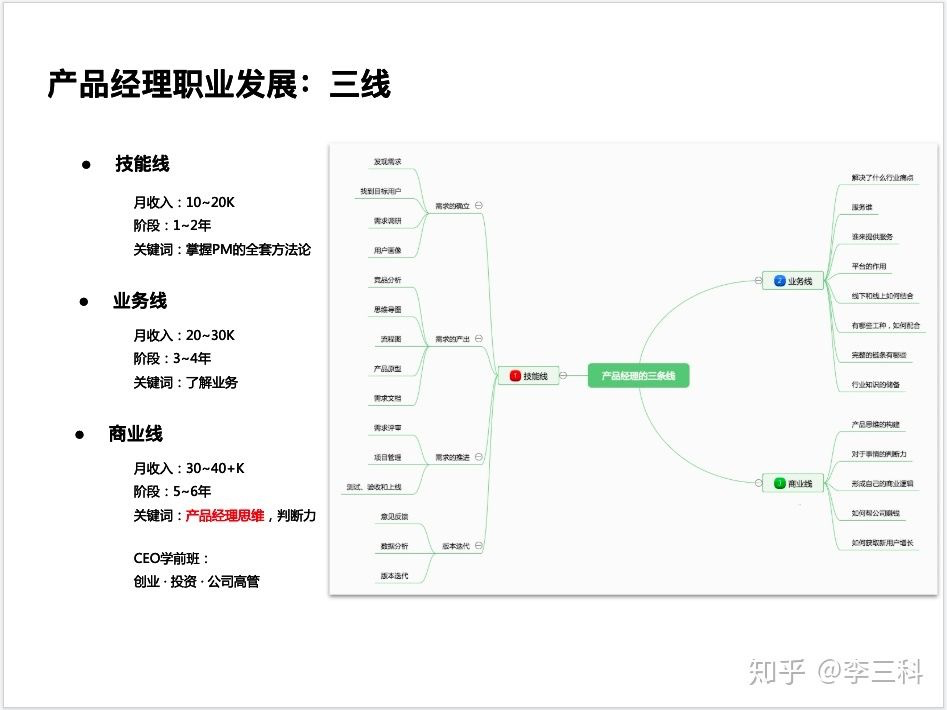 产品经理职业发展：三线
● 技能线
月收入：10~20K
阶段：1~2年
关键词：掌握PM的全套方法论
● 业务线
月收入：20~30K
阶段：3~4年
关键词：了解业务
● 商业线
月收入：30~40+K
阶段：5~6年
关键词：产品经理思维，判断力
CEO学前班：
创业 · 投资 · 公司高管
产品经理的三条线
1 技能线
需求的确立
发现需求
找到目标用户
需求调研
用户画像
需求的产出
竞品分析
思维导图
流程图
产品原型
需求文档
需求的推进
需求评审
项目管理
测试、验收和上线
版本迭代
意见反馈
数据分析
版本迭代
2 业务线
解决了什么行业痛点
服务谁
谁来提供服务
平台的作用
线下和线上如何结合
有哪些工种，如何配合
完整的链条有哪些
行业知识的储备
3 商业线
产品思维的构建
对于事情的判断力
形成自己的商业逻辑
如何帮公司赚钱
如何获取新用户增长
知乎 @李三科